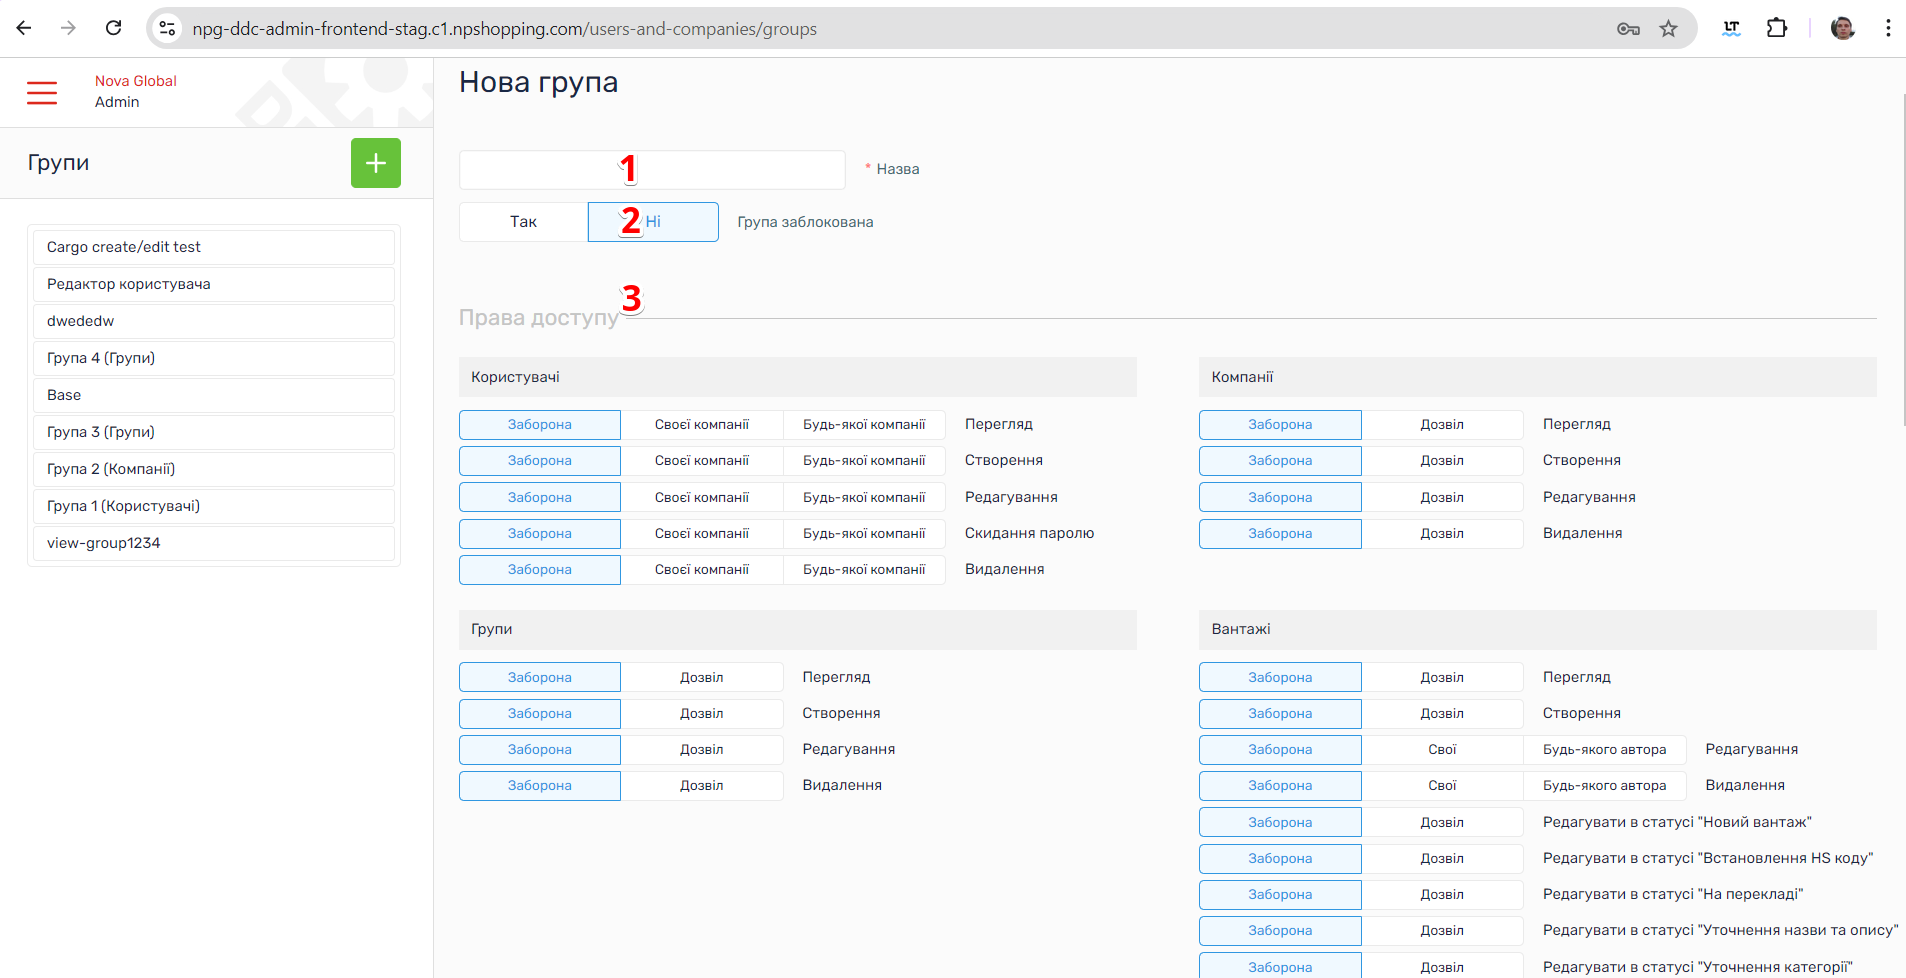 npg-ddc-admin-frontend-stag.c1.npshopping.com/users-and-companies/groups
LT
Nova Global
Admin
Групи
+
Cargo create/edit test
Редактор користувача
dwededw
Група 4 (Групи)
Base
Група 3 (Групи)
Група 2 (Компанії)
Група 1 (Користувачі)
view-group1234
Нова група
1
* Назва
Так 2 Ні Група заблокована
3
Права доступу
Користувачі
Заборона Своєї компанії Будь-якої компанії Перегляд
Заборона Своєї компанії Будь-якої компанії Створення
Заборона Своєї компанії Будь-якої компанії Редагування
Заборона Своєї компанії Будь-якої компанії Скидання паролю
Заборона Своєї компанії Будь-якої компанії Видалення
Компанії
Заборона Дозвіл Перегляд
Заборона Дозвіл Створення
Заборона Дозвіл Редагування
Заборона Дозвіл Видалення
Групи
Заборона Дозвіл Перегляд
Заборона Дозвіл Створення
Заборона Дозвіл Редагування
Заборона Дозвіл Видалення
Вантажі
Заборона Дозвіл Перегляд
Заборона Дозвіл Створення
Заборона Свої Будь-якого автора Редагування
Заборона Свої Будь-якого автора Видалення
Заборона Дозвіл Редагувати в статусі "Новий вантаж"
Заборона Дозвіл Редагувати в статусі "Встановлення HS коду"
Заборона Дозвіл Редагувати в статусі "На перекладі"
Заборона Дозвіл Редагувати в статусі "Уточнення назви та опису"
Заборона Дозвіл Редагувати в статусі "Уточнення категорії"